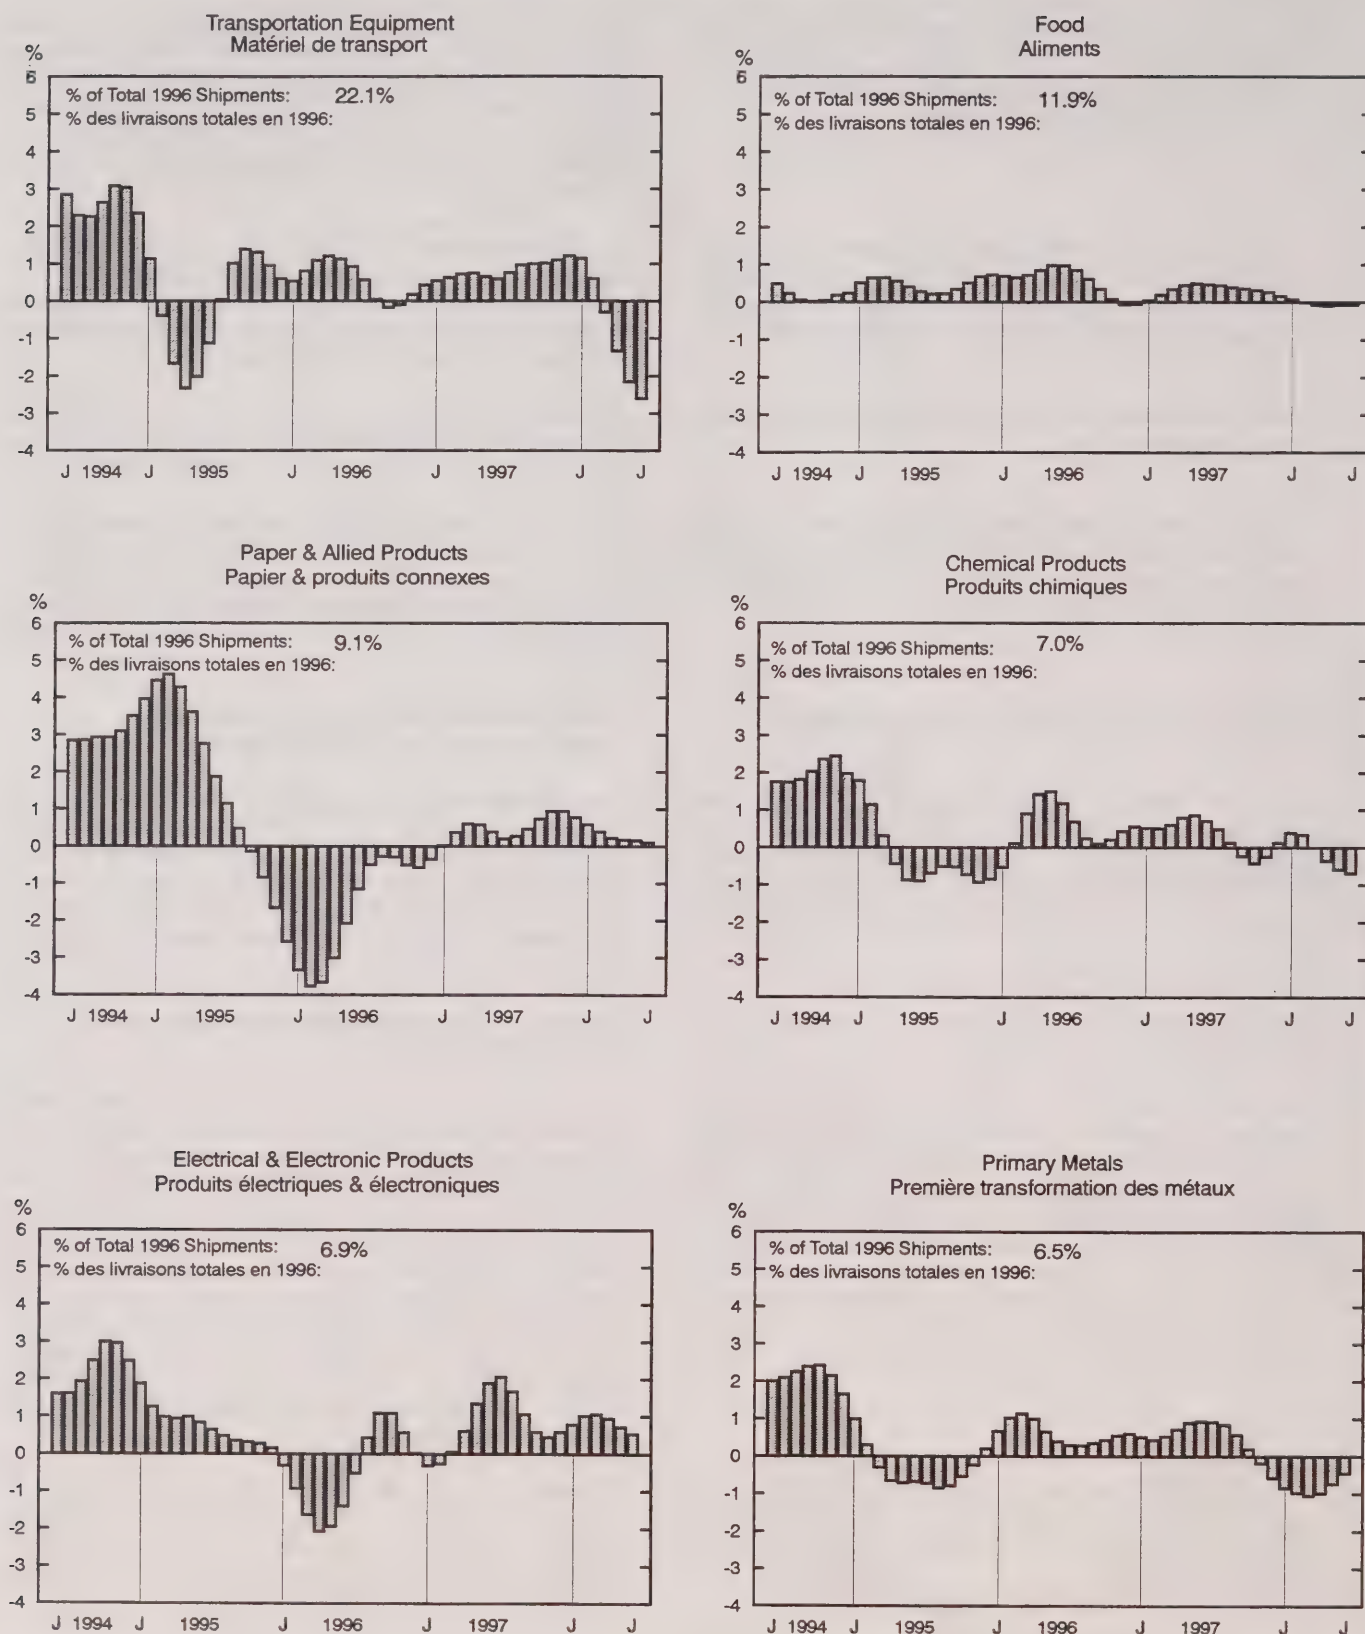 Transportation Equipment
Matériel de transport
%
6
5
4
3
2
1
0
-1
-2
-3
-4
% of Total 1996 Shipments: 22.1%
% des livraisons totales en 1996:
J 1994 J 1995 J 1996 J 1997 J J
Food
Aliments
%
6
5
4
3
2
1
0
-1
-2
-3
-4
% of Total 1996 Shipments: 11.9%
% des livraisons totales en 1996:
J 1994 J 1995 J 1996 J 1997 J J
Paper & Allied Products
Papier & produits connexes
%
6
5
4
3
2
1
0
-1
-2
-3
-4
% of Total 1996 Shipments: 9.1%
% des livraisons totales en 1996:
J 1994 J 1995 J 1996 J 1997 J J
Chemical Products
Produits chimiques
%
6
5
4
3
2
1
0
-1
-2
-3
-4
% of Total 1996 Shipments: 7.0%
% des livraisons totales en 1996:
J 1994 J 1995 J 1996 J 1997 J J
Electrical & Electronic Products
Produits électriques & électroniques
%
6
5
4
3
2
1
0
-1
-2
-3
-4
% of Total 1996 Shipments: 6.9%
% des livraisons totales en 1996:
J 1994 J 1995 J 1996 J 1997 J J
Primary Metals
Première transformation des métaux
%
6
5
4
3
2
1
0
-1
-2
-3
-4
% of Total 1996 Shipments: 6.5%
% des livraisons totales en 1996:
J 1994 J 1995 J 1996 J 1997 J J